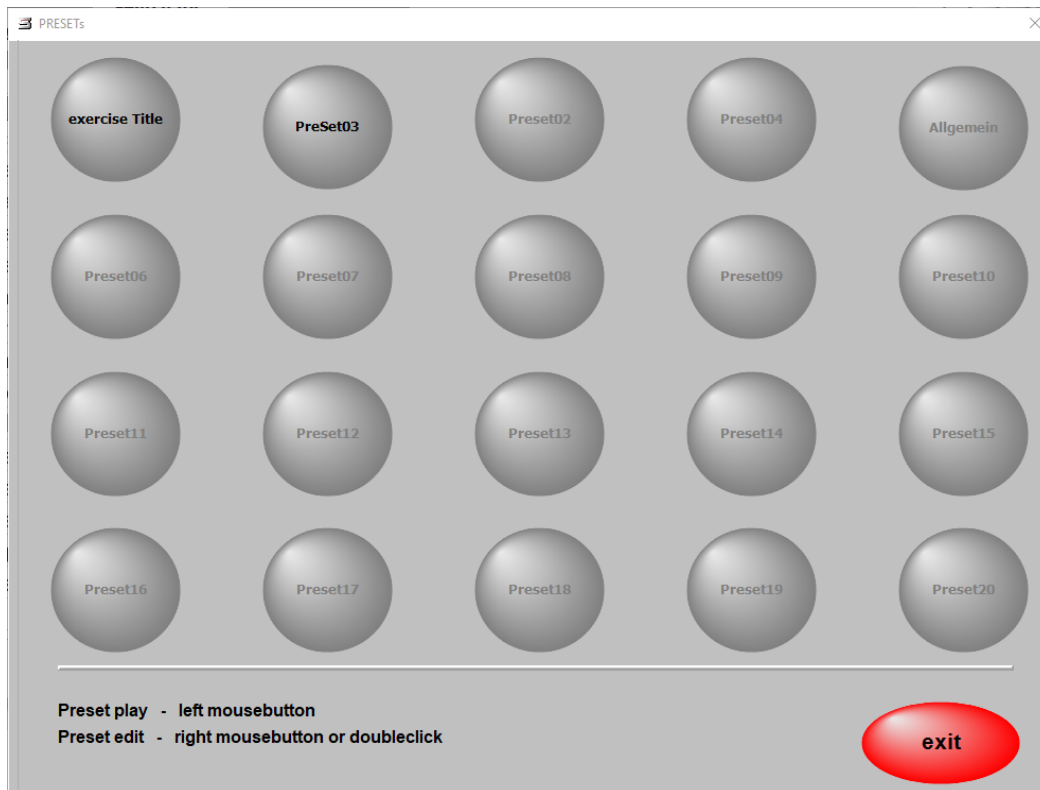 PRESETs
exercise Title
PreSet03
Preset02
Preset04
Allgemein
Preset06
Preset07
Preset08
Preset09
Preset10
Preset11
Preset12
Preset13
Preset14
Preset15
Preset16
Preset17
Preset18
Preset19
Preset20
Preset play - left mousebutton
Preset edit - right mousebutton or doubleclick
exit